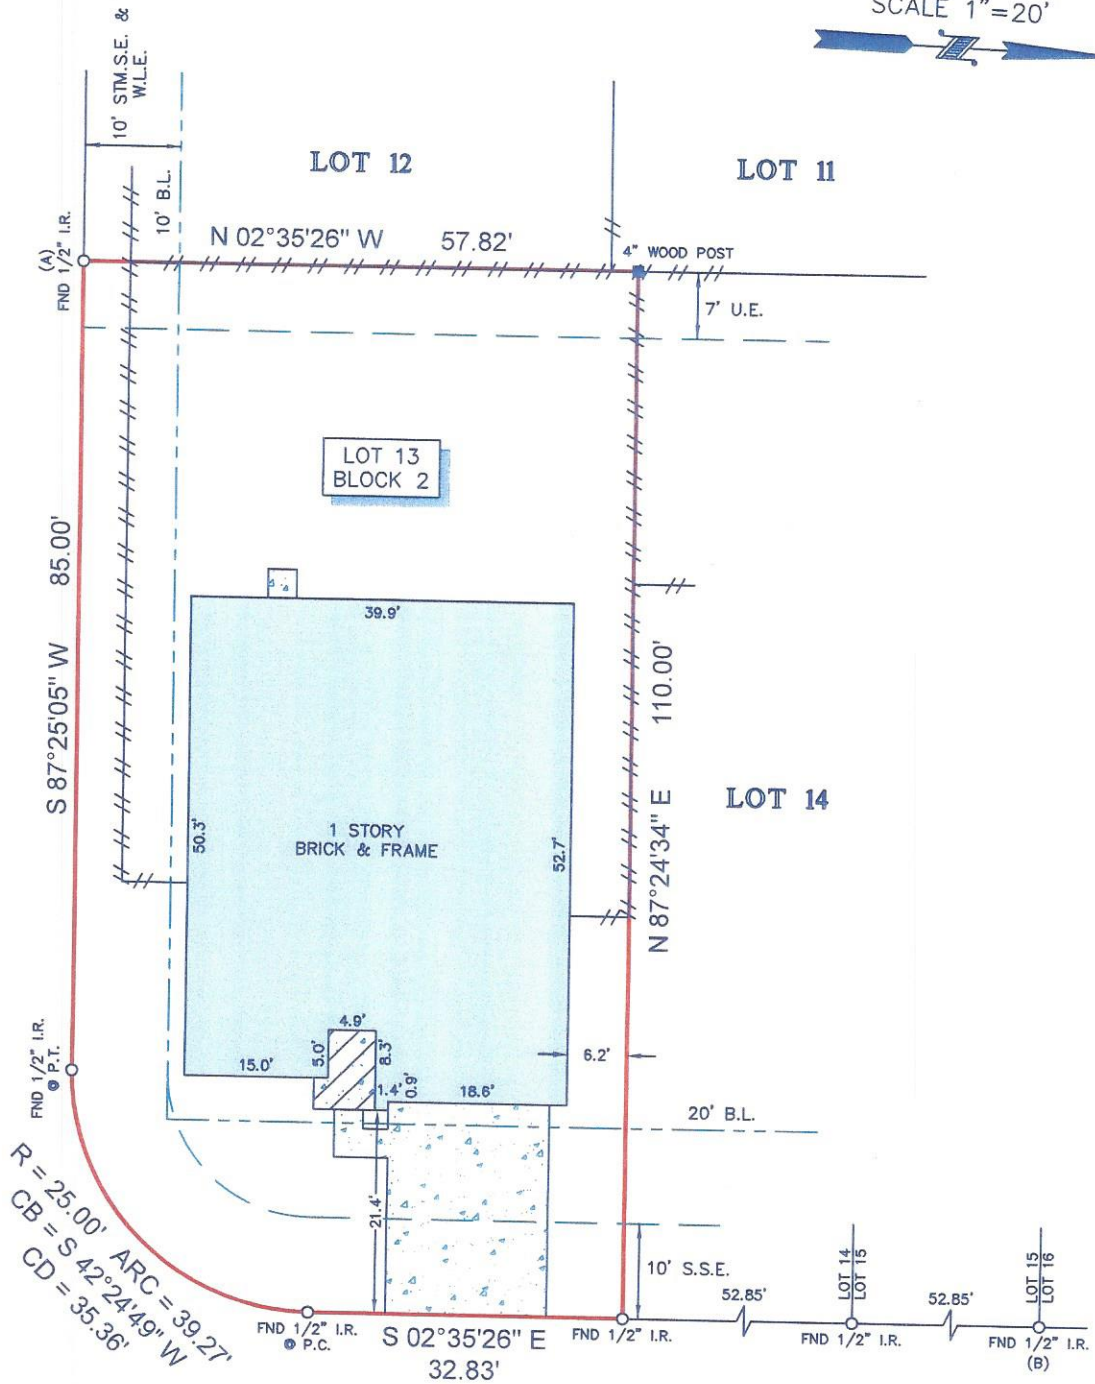 SCALE 1"=20'
10' STM.S.E. &
W.L.E.
LOT 12
LOT 11
10' B.L.
N 02°35'26" W 57.82'
4" WOOD POST
(A)
FND 1/2" I.R.
7' U.E.
LOT 13
BLOCK 2
S 87°25'05" W 85.00'
39.9'
N 87°24'34" E 110.00'
LOT 14
1 STORY
BRICK & FRAME
50.3'
52.7'
4.9'
5.0'
8.3'
15.0'
1.4'
0.9'
18.6'
6.2'
FND 1/2" I.R.
@ P.T.
20' B.L.
21.4'
R = 25.00' ARC = 39.27'
CB = S 42°24'49" W
CD = 35.36'
10' S.S.E.
52.85'
LOT 14
LOT 15
52.85'
LOT 15
LOT 16
FND 1/2" I.R.
@ P.C.
S 02°35'26" E
32.83'
FND 1/2" I.R.
FND 1/2" I.R.
FND 1/2" I.R.
(B)